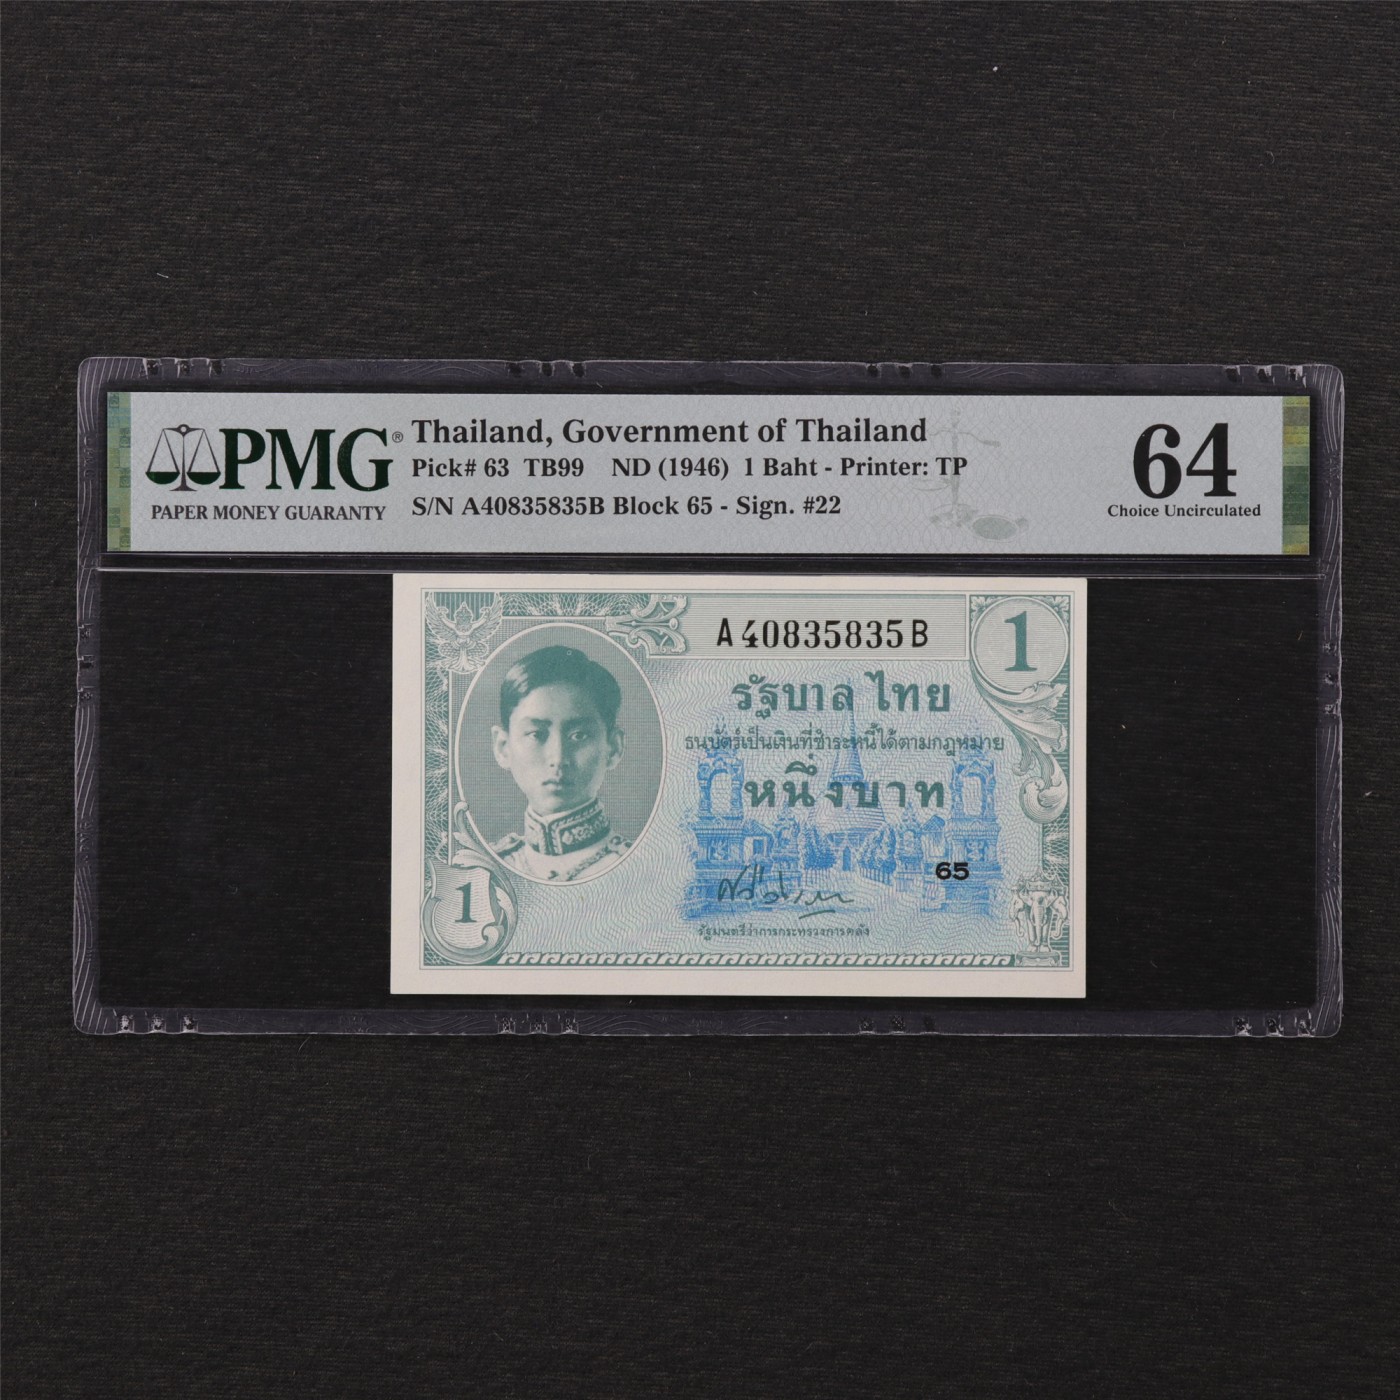 PMG®
PAPER MONEY GUARANTY
Thailand, Government of Thailand
Pick# 63 TB99 ND (1946) 1 Baht - Printer: TP
S/N A40835835B Block 65 - Sign. #22
64
Choice Uncirculated
A40835835B
1
รัฐบาลไทย
ธนบัตร์เป็นเงินที่ชำระหนี้ได้ตามกฎหมาย
หนึ่งบาท
65
1
รัฐมนตรีว่าการกระทรวงการคลัง